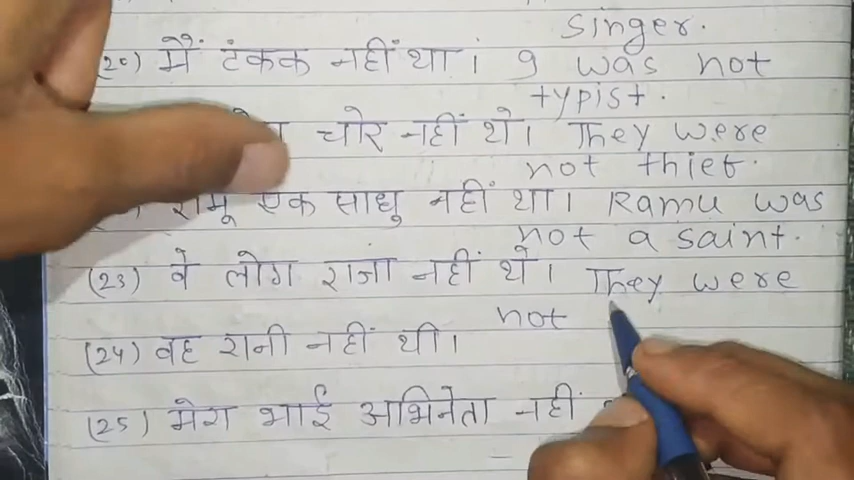 singer.
(20) मैं टंकक नहीं था। I was not
typist.
चोर नहीं थे। They were
not thief.
रामू एक साधु नहीं था। Ramu was
not a saint.
(23) वे लोग राजा नहीं थे। They were
not
(24) वह रानी नहीं थी।
(25) मेरा भाई अभिनेता नहीं